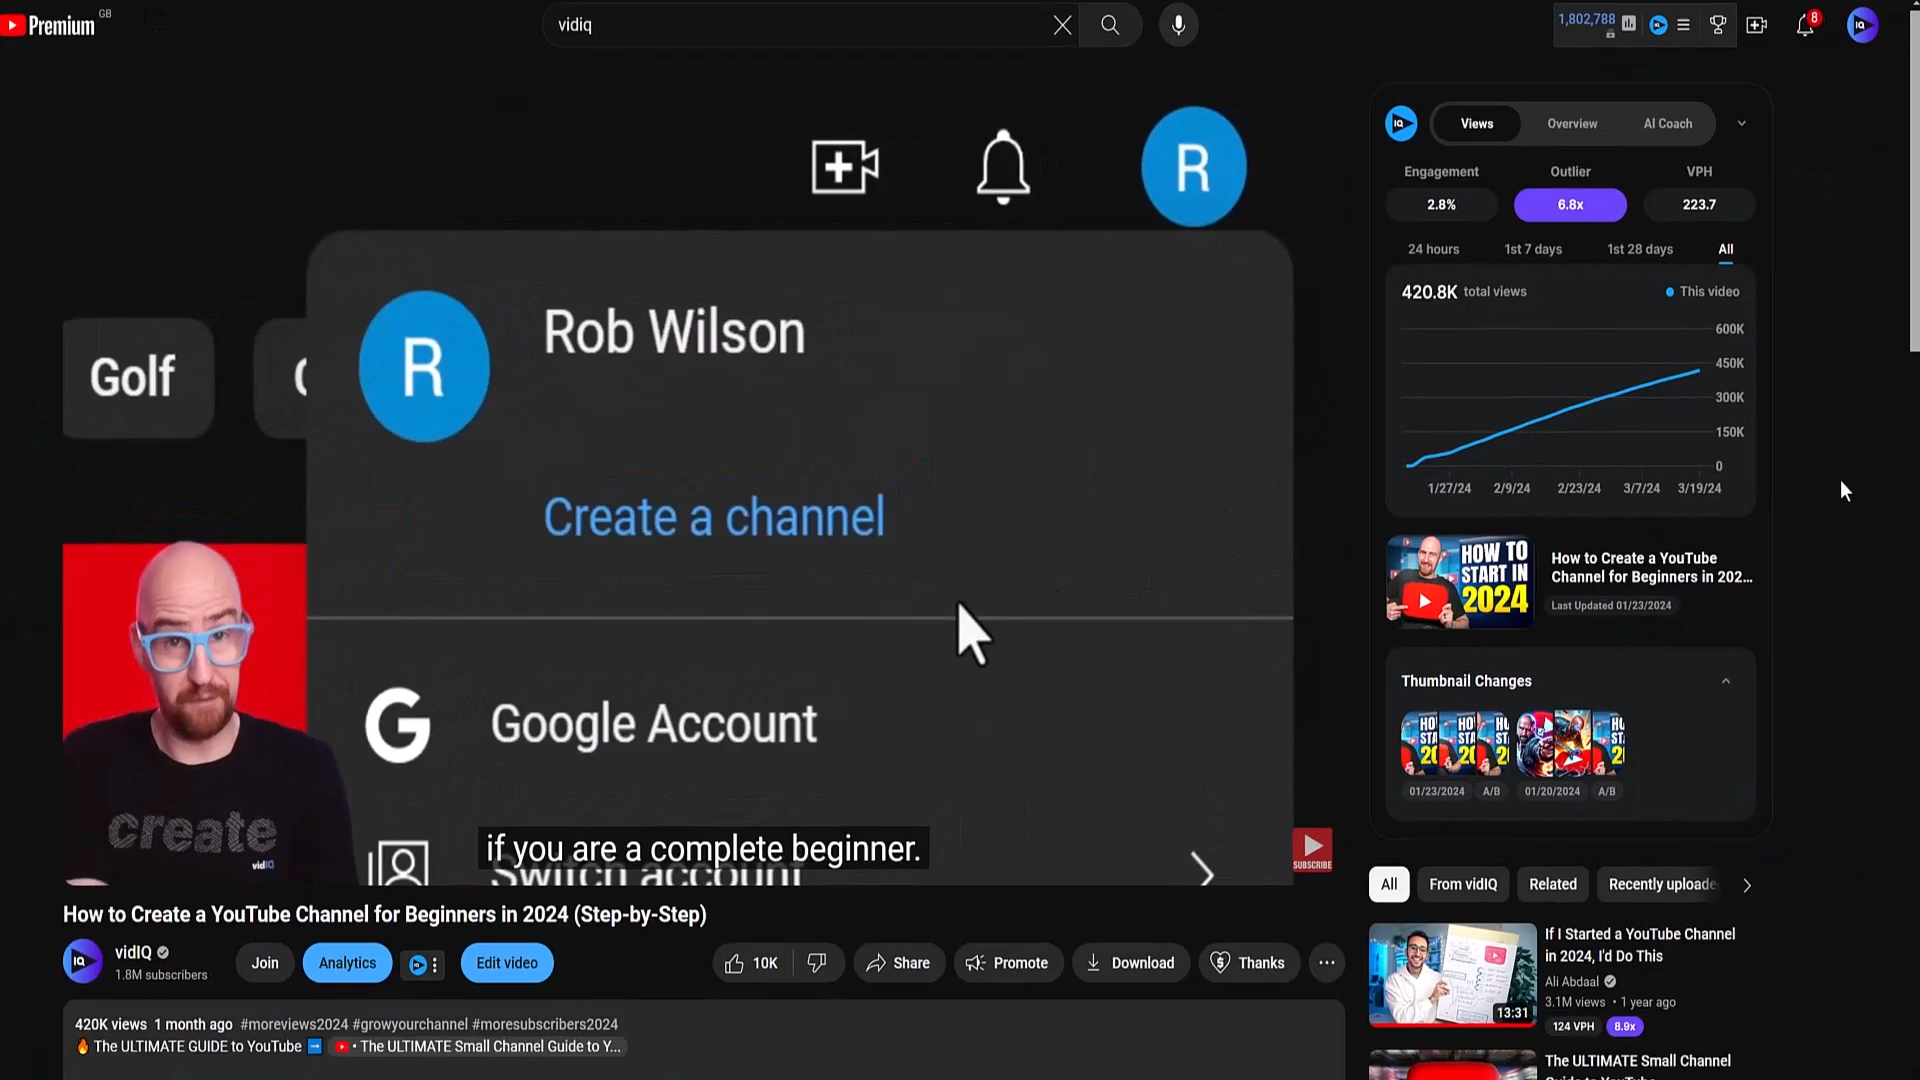 Premium GB
vidiq
1,802,788
8
IQ
R
Rob Wilson
R
Golf
Create a channel
G Google Account
create
vidIQ
if you are a complete beginner.
Switch account
SUBSCRIBE
How to Create a YouTube Channel for Beginners in 2024 (Step-by-Step)
IQ
vidIQ
1.8M subscribers
Join
Analytics
Edit video
10K
Share
Promote
Download
Thanks
420K views 1 month ago #moreviews2024 #growyourchannel #moresubscribers2024
The ULTIMATE GUIDE to YouTube • The ULTIMATE Small Channel Guide to Y...
IQ
Views Overview AI Coach
Engagement Outlier VPH
2.8% 6.8x 223.7
24 hours 1st 7 days 1st 28 days All
420.8K total views This video
600K
450K
300K
150K
0
1/27/24 2/9/24 2/23/24 3/7/24 3/19/24
HOW TO
START IN
2024
How to Create a YouTube
Channel for Beginners in 202...
Last Updated 01/23/2024
Thumbnail Changes
01/23/2024 A/B 01/20/2024 A/B
All From vidIQ Related Recently uploade
13:31
If I Started a YouTube Channel
in 2024, I'd Do This
Ali Abdaal
3.1M views • 1 year ago
124 VPH 8.9x
The ULTIMATE Small Channel